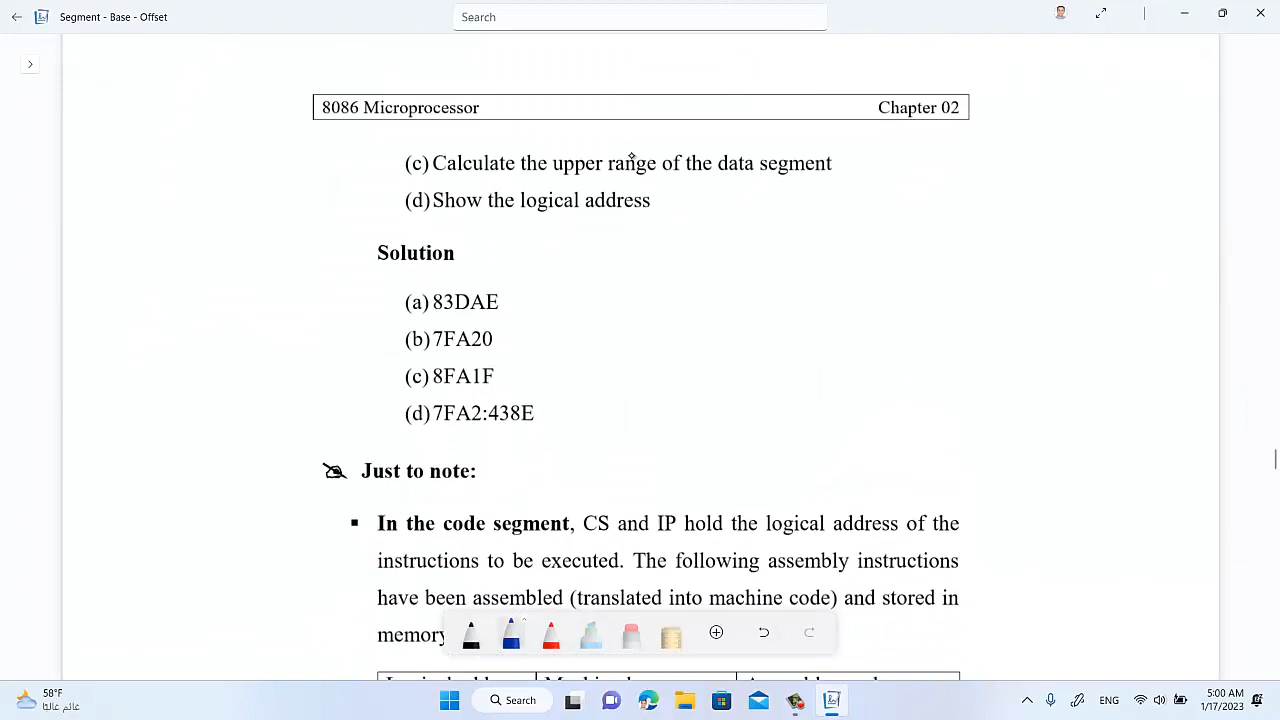 Segment - Base - Offset
Search
8086 Microprocessor Chapter 02
(c) Calculate the upper range of the data segment
(d) Show the logical address
Solution
(a) 83DAE
(b) 7FA20
(c) 8FA1F
(d) 7FA2:438E
Just to note:
▪ In the code segment, CS and IP hold the logical address of the
instructions to be executed. The following assembly instructions
have been assembled (translated into machine code) and stored in
memory
58°F
غائم غالبًا
Search
ENG
5:00 AM
1/17/2023